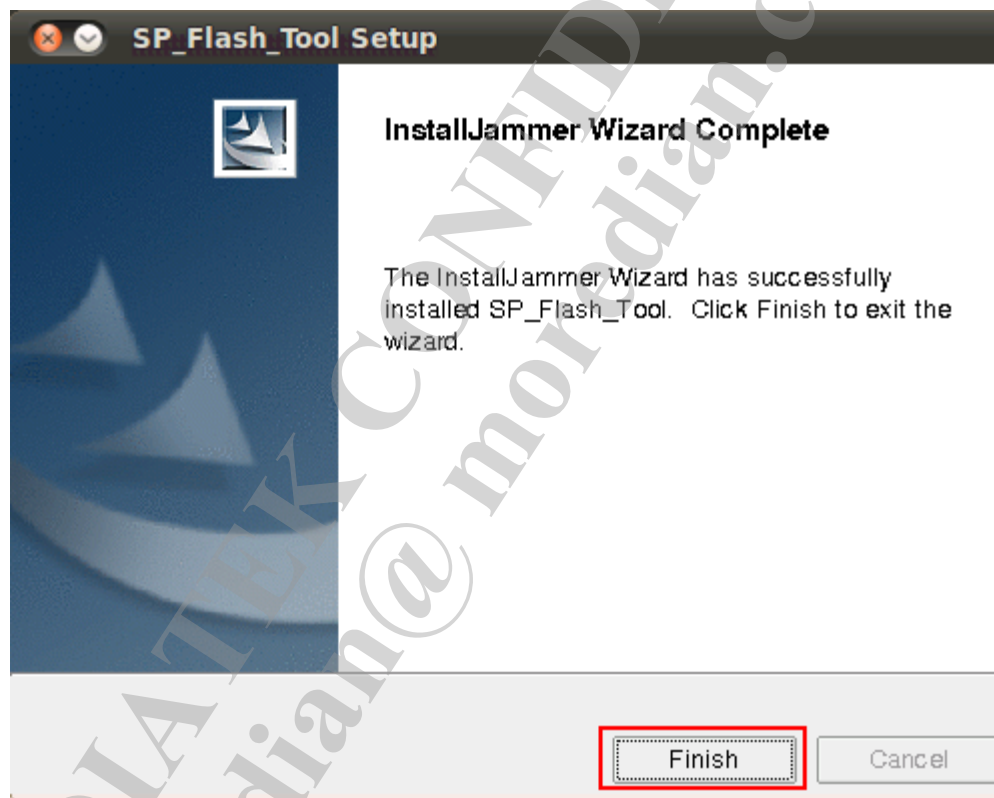 SP_Flash_Tool Setup
InstallJammer Wizard Complete
The InstallJammer Wizard has successfully
installed SP_Flash_Tool. Click Finish to exit the
wizard.
Finish
Cancel